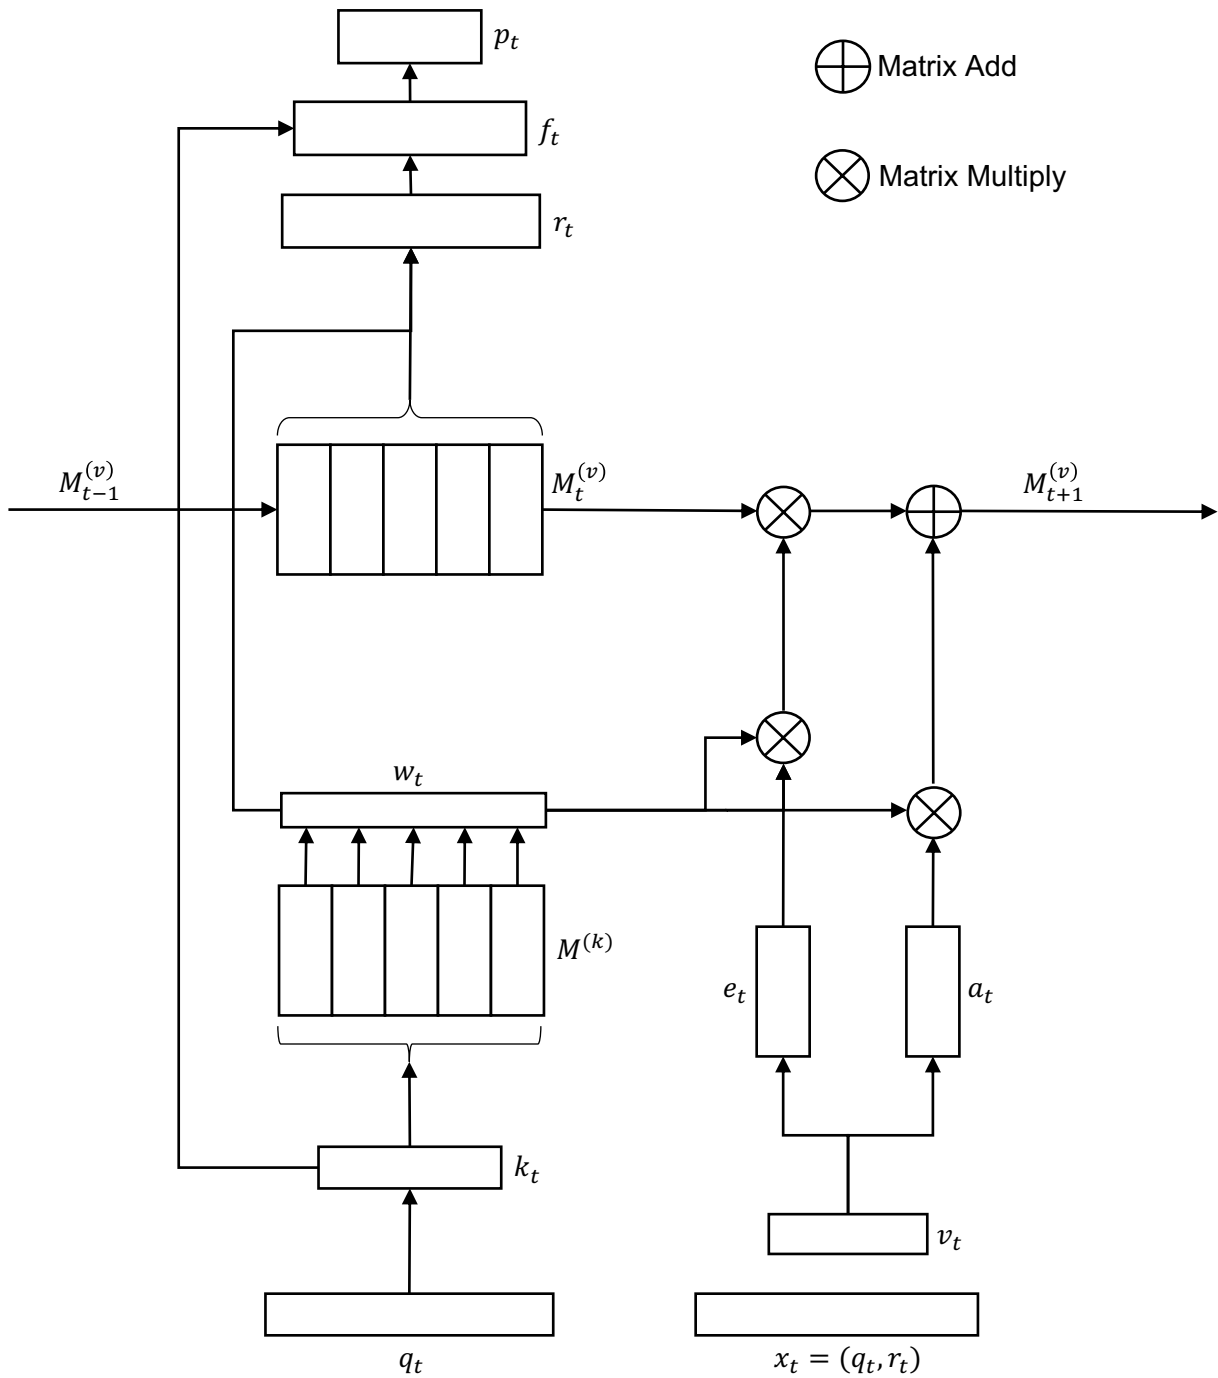 p_t
Matrix Add
f_t
Matrix Multiply
r_t
M_{t-1}^{(v)}
M_t^{(v)}
M_{t+1}^{(v)}
w_t
M^{(k)}
e_t
a_t
k_t
v_t
q_t
x_t = (q_t, r_t)